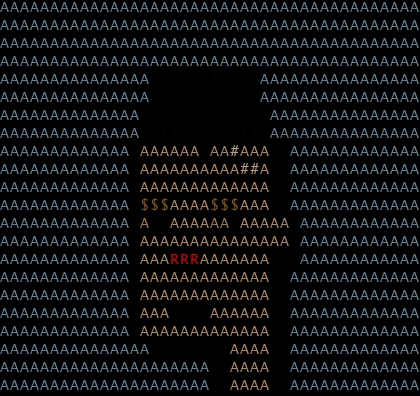 AAAAAAAAAAAAAAAAAAAAAAAAAAAAAAAAAAAAAAAAAA
AAAAAAAAAAAAAAAAAAAAAAAAAAAAAAAAAAAAAAAAAA
AAAAAAAAAAAAAAAAAAAAAAAAAAAAAAAAAAAAAAAAAA
AAAAAAAAAAAAAAAAAAAAAAAAAAAAAAAAAAAAAAAAAA
AAAAAAAAAAAAAAA           AAAAAAAAAAAAAAAA
AAAAAAAAAAAAAAA           AAAAAAAAAAAAAAAA
AAAAAAAAAAAAAA             AAAAAAAAAAAAAAA
AAAAAAAAAAAAAA             AAAAAAAAAAAAAAA
AAAAAAAAAAAAA AAAAAA AA#AAA  AAAAAAAAAAAAA
AAAAAAAAAAAAA AAAAAAAAAA##A  AAAAAAAAAAAAA
AAAAAAAAAAAAA AAAAAAAAAAAAA  AAAAAAAAAAAAA
AAAAAAAAAAAAA $$$AAAA$$$AAA  AAAAAAAAAAAAA
AAAAAAAAAAAAA A  AAAAAA AAAAA AAAAAAAAAAAA
AAAAAAAAAAAAA AAAAAAAAAAAAAAA AAAAAAAAAAAA
AAAAAAAAAAAAA AAARRRAAAAAAA   AAAAAAAAAAAA
AAAAAAAAAAAAA AAAAAAAAAAAAA  AAAAAAAAAAAAA
AAAAAAAAAAAAA AAAAAAAAAAAAA  AAAAAAAAAAAAA
AAAAAAAAAAAAA AAA    AAAAAA  AAAAAAAAAAAAA
AAAAAAAAAAAAA AAAAAAAAAAAAA  AAAAAAAAAAAAA
AAAAAAAAAAAAAAA        AAAA  AAAAAAAAAAAAA
AAAAAAAAAAAAAAAAAAAAA  AAAA  AAAAAAAAAAAAA
AAAAAAAAAAAAAAAAAAAAA  AAAA  AAAAAAAAAAAAA